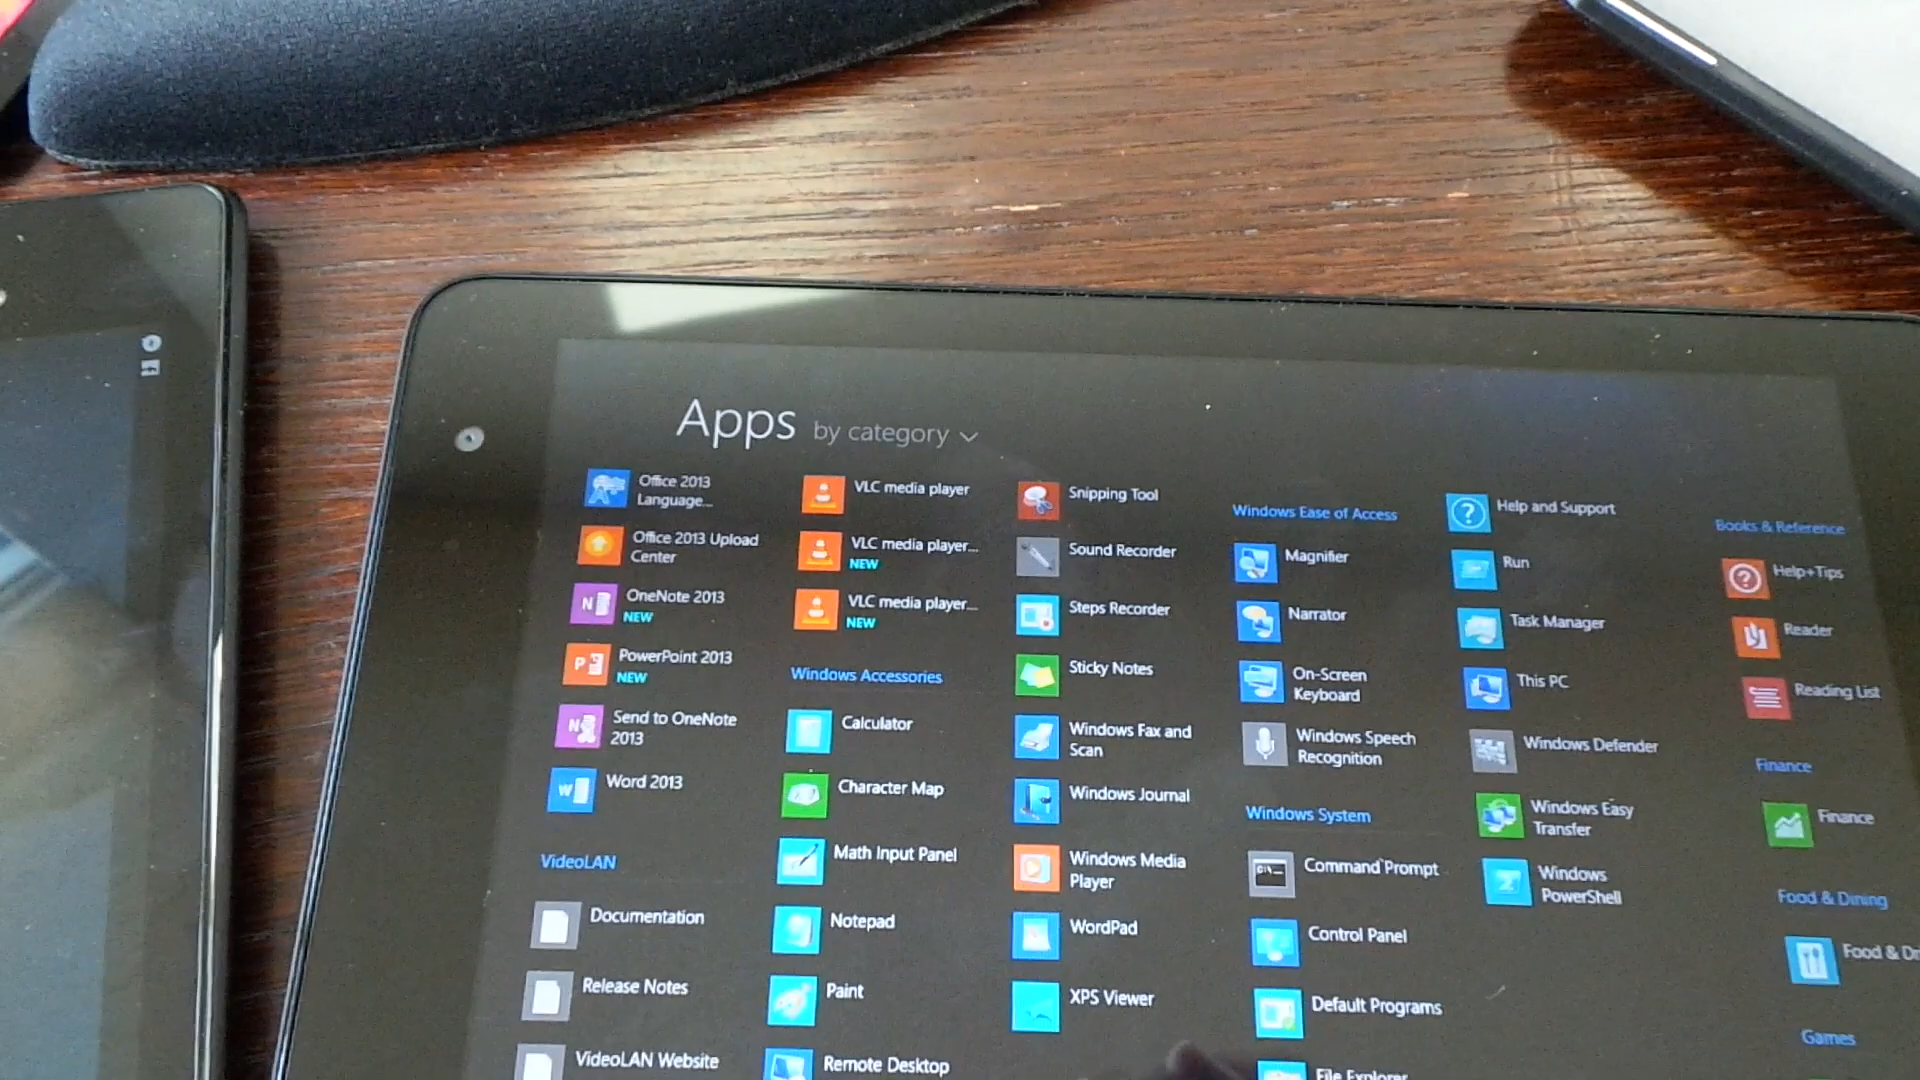 Apps by category
Office 2013
Language...
Office 2013 Upload
Center
OneNote 2013
NEW
PowerPoint 2013
NEW
Send to OneNote
2013
Word 2013
VideoLAN
Documentation
Release Notes
VideoLAN Website
VLC media player
VLC media player...
NEW
VLC media player...
NEW
Windows Accessories
Calculator
Character Map
Math Input Panel
Notepad
Paint
Remote Desktop
Snipping Tool
Sound Recorder
Steps Recorder
Sticky Notes
Windows Fax and
Scan
Windows Journal
Windows Media
Player
WordPad
XPS Viewer
Windows Ease of Access
Magnifier
Narrator
On-Screen
Keyboard
Windows Speech
Recognition
Windows System
Command Prompt
Control Panel
Default Programs
File Explorer
Help and Support
Run
Task Manager
This PC
Windows Defender
Windows Easy
Transfer
Windows
PowerShell
Books & Reference
Help+Tips
Reader
Reading List
Finance
Finance
Food & Dining
Food & Dr
Games